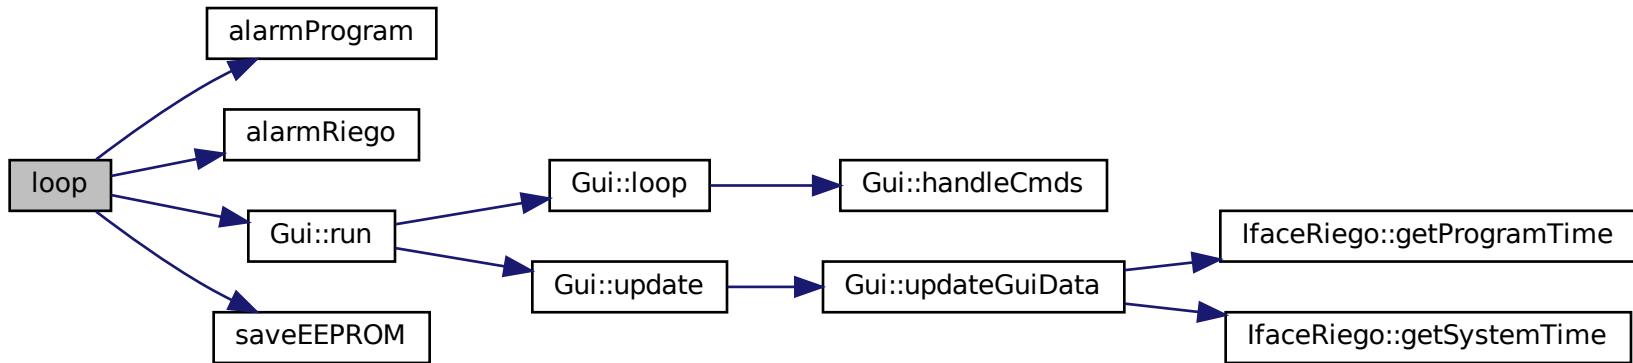 alarmProgram
alarmRiego
loop
Gui::loop
Gui::handleCmds
Gui::run
IfaceRiego::getProgramTime
Gui::update
Gui::updateGuiData
saveEEPROM
IfaceRiego::getSystemTime